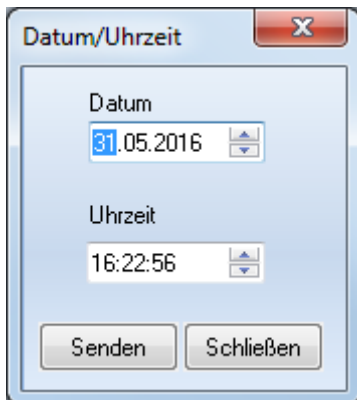 Datum/Uhrzeit
Datum
31.05.2016
Uhrzeit
16:22:56
Senden Schließen